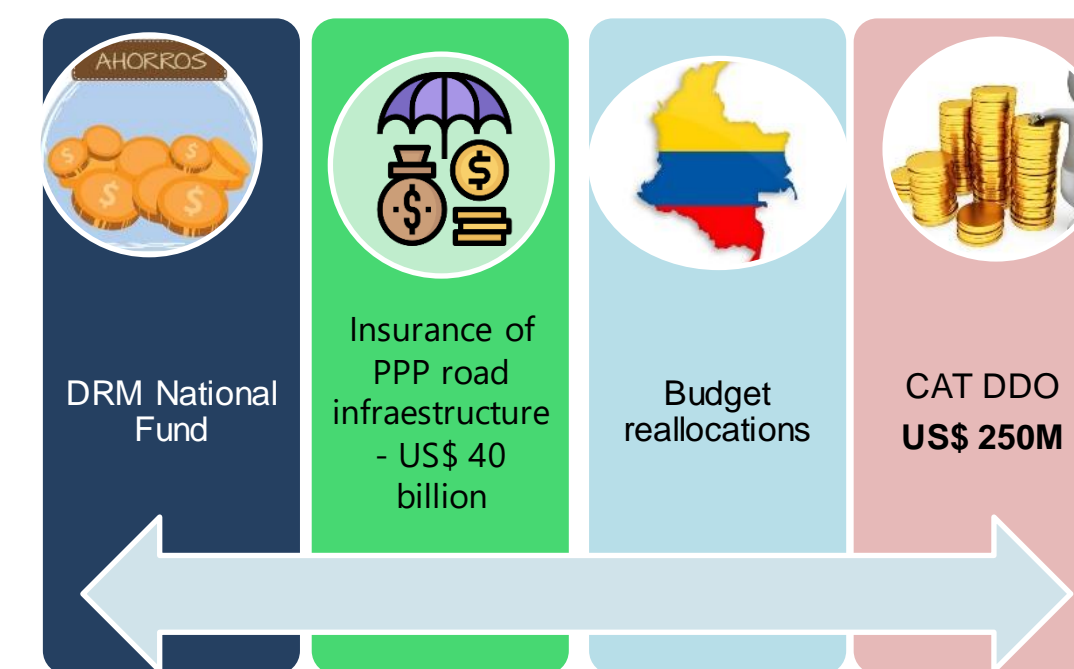 AHORROS
DRM National
Fund
Insurance of
PPP road
infraestructure
- US$ 40
billion
Budget
reallocations
CAT DDO
US$ 250M